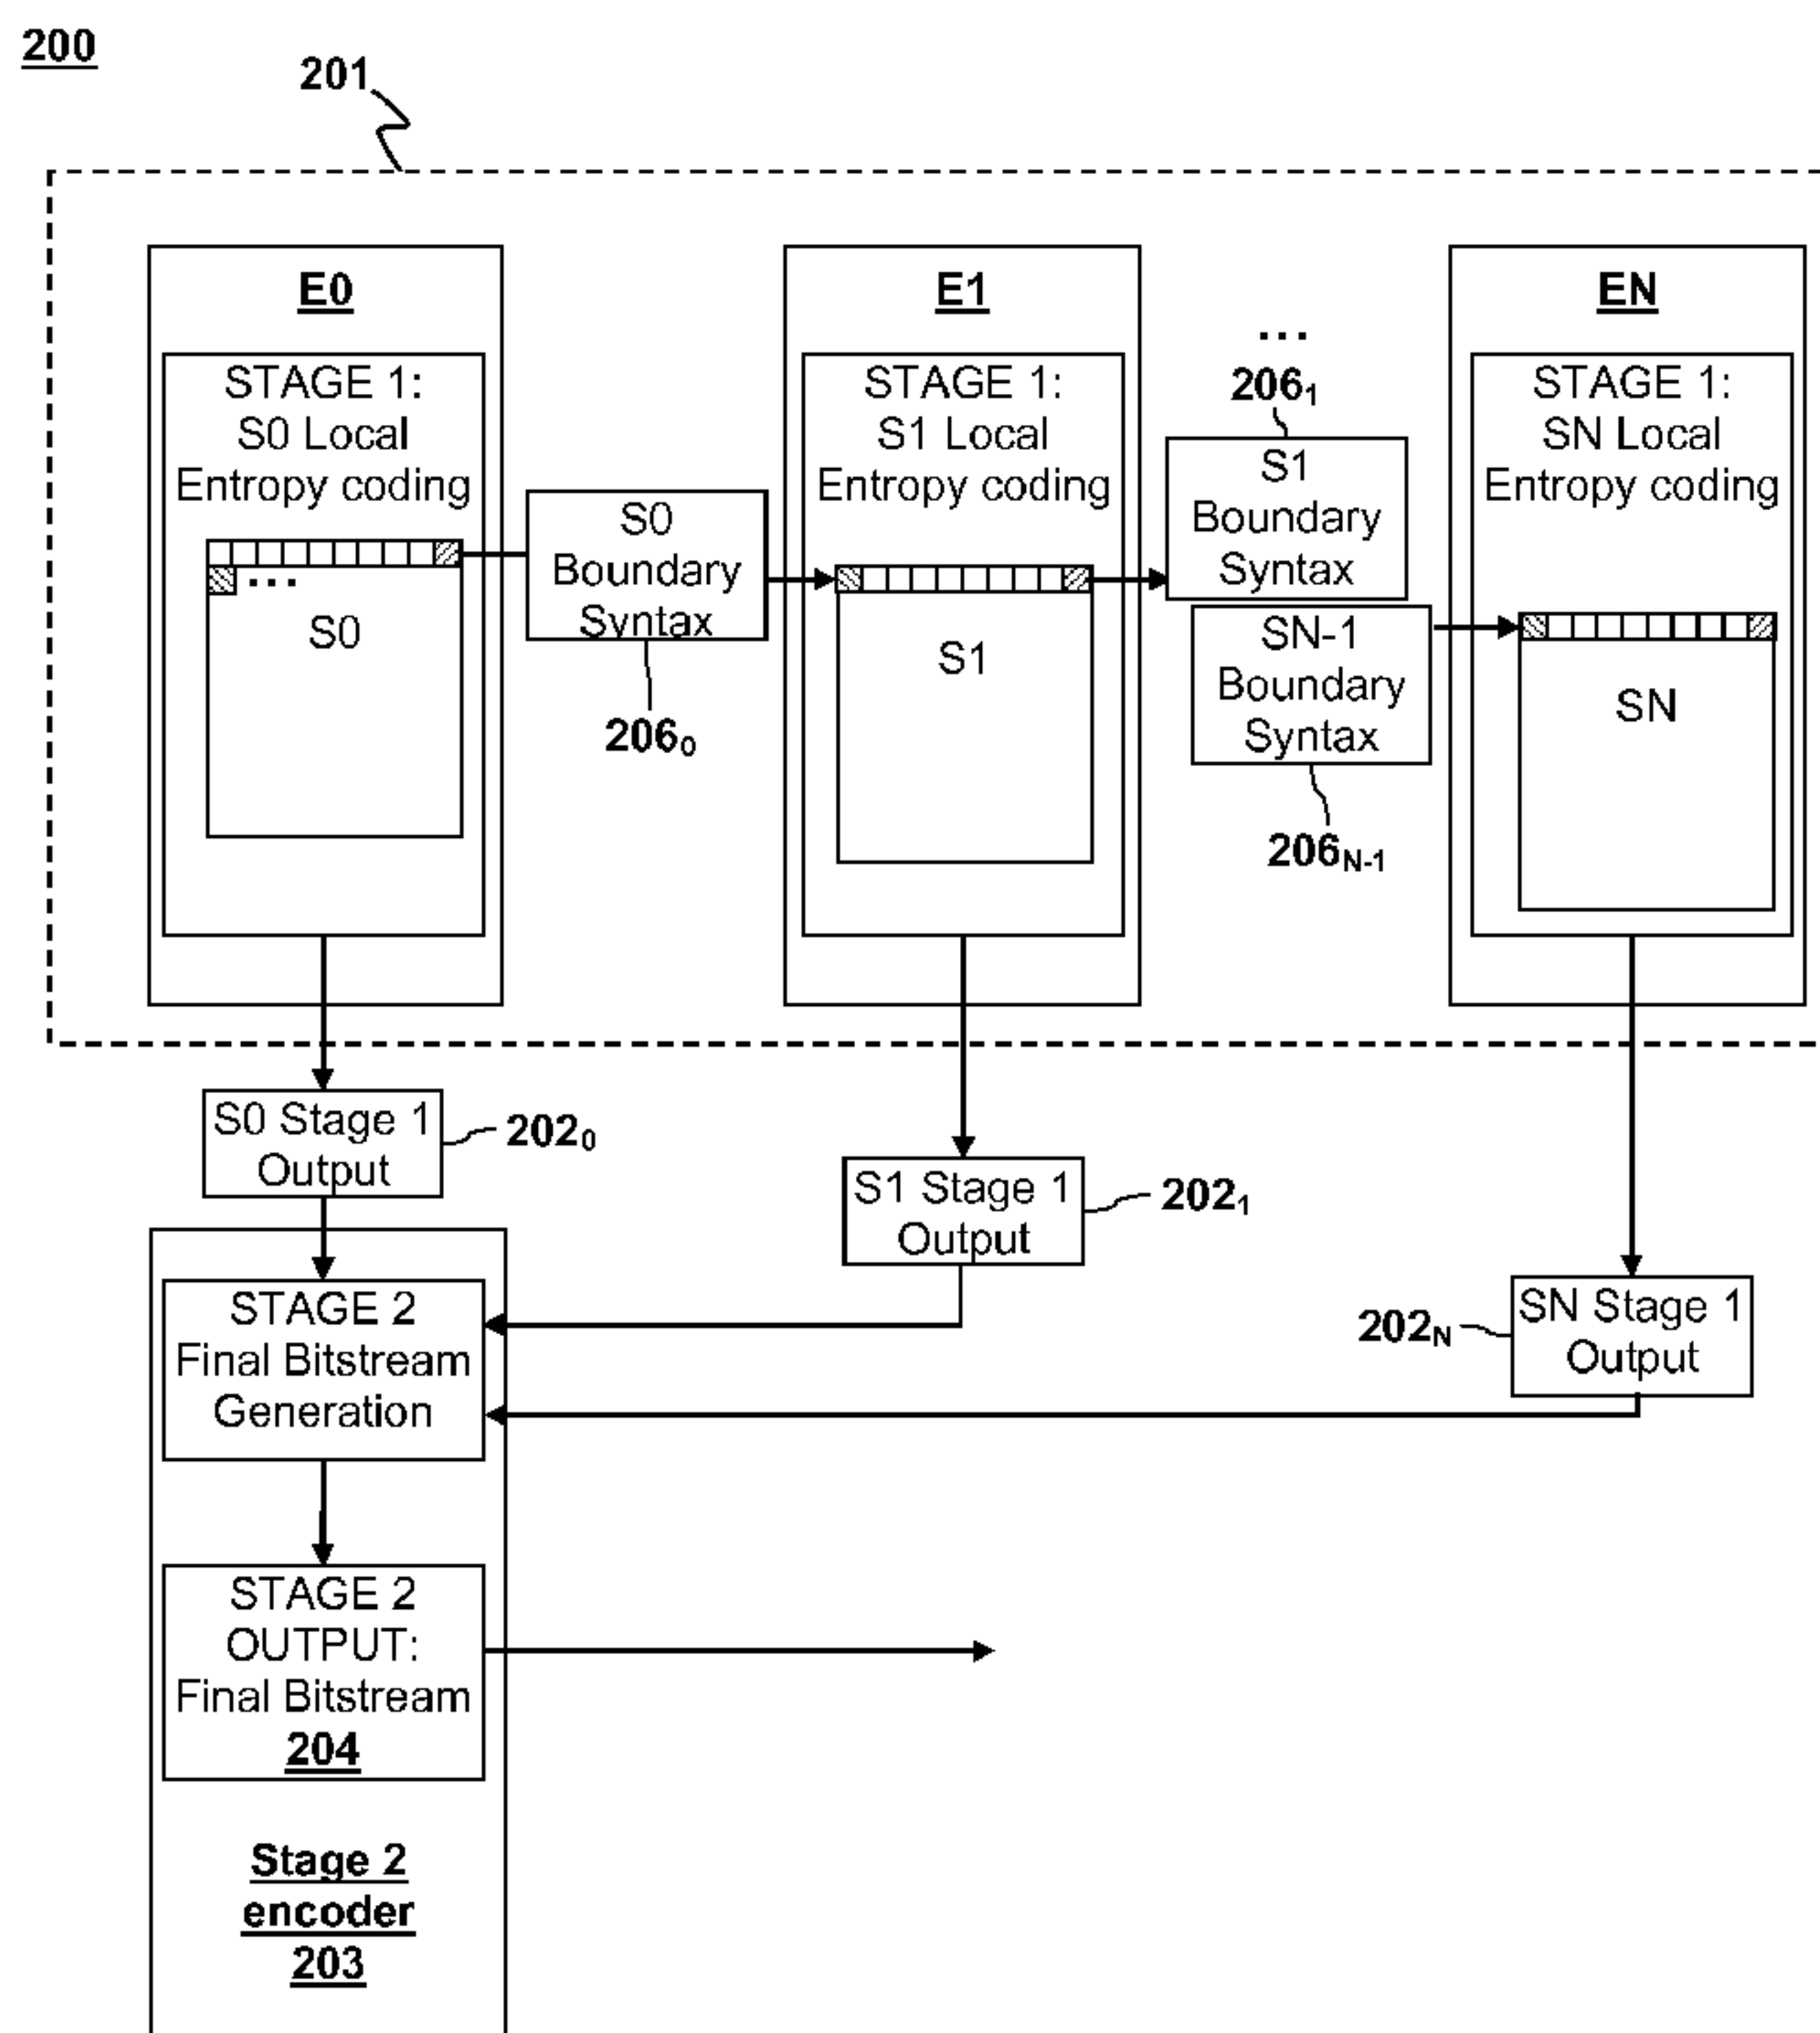 200
201
E0
STAGE 1:
S0 Local
Entropy coding
...
S0
S0
Boundary
Syntax
206₀
E1
STAGE 1:
S1 Local
Entropy coding
S1
...
206₁
S1
Boundary
Syntax
SN-1
Boundary
Syntax
206N-1
EN
STAGE 1:
SN Local
Entropy coding
SN
S0 Stage 1
Output
202₀
S1 Stage 1
Output
202₁
SN Stage 1
Output
202N
STAGE 2
Final Bitstream
Generation
STAGE 2
OUTPUT:
Final Bitstream
204
Stage 2
encoder
203